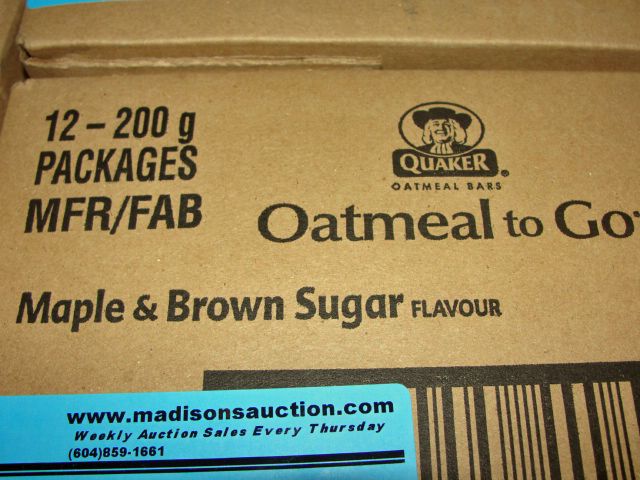 12 – 200 g
PACKAGES
MFR/FAB
QUAKER®
OATMEAL BARS
Oatmeal to Go
Maple & Brown Sugar FLAVOUR
www.madisonsauction.com
Weekly Auction Sales Every Thursday
(604)859-1661